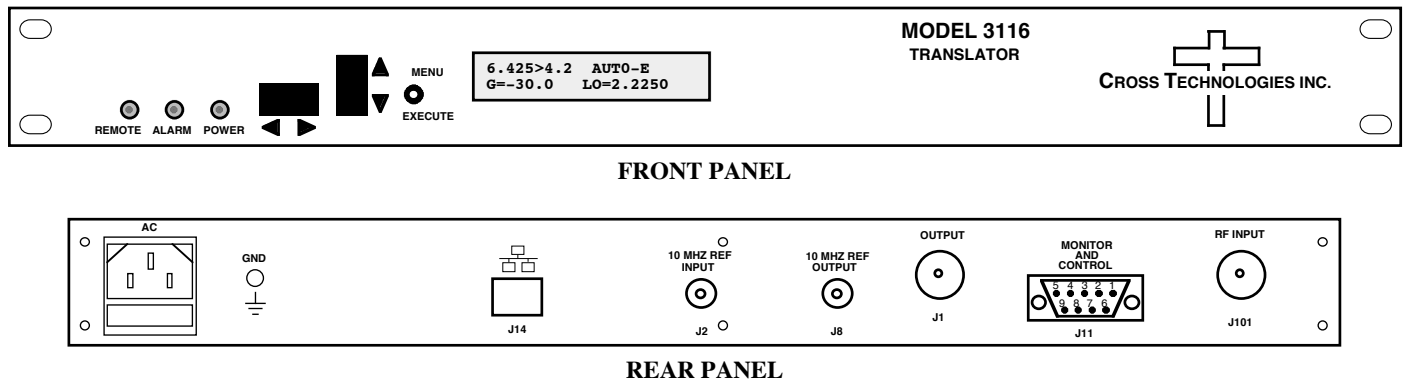 MODEL 3116
TRANSLATOR
CROSS TECHNOLOGIES INC.
MENU
EXECUTE
6.425>4.2 AUTO-E
G=-30.0 LO=2.2250
REMOTE ALARM POWER
FRONT PANEL
AC
GND
J14
10 MHZ REF
INPUT
J2
10 MHZ REF
OUTPUT
J8
OUTPUT
J1
MONITOR
AND
CONTROL
5 4 3 2 1
9 8 7 6
J11
RF INPUT
J101
REAR PANEL